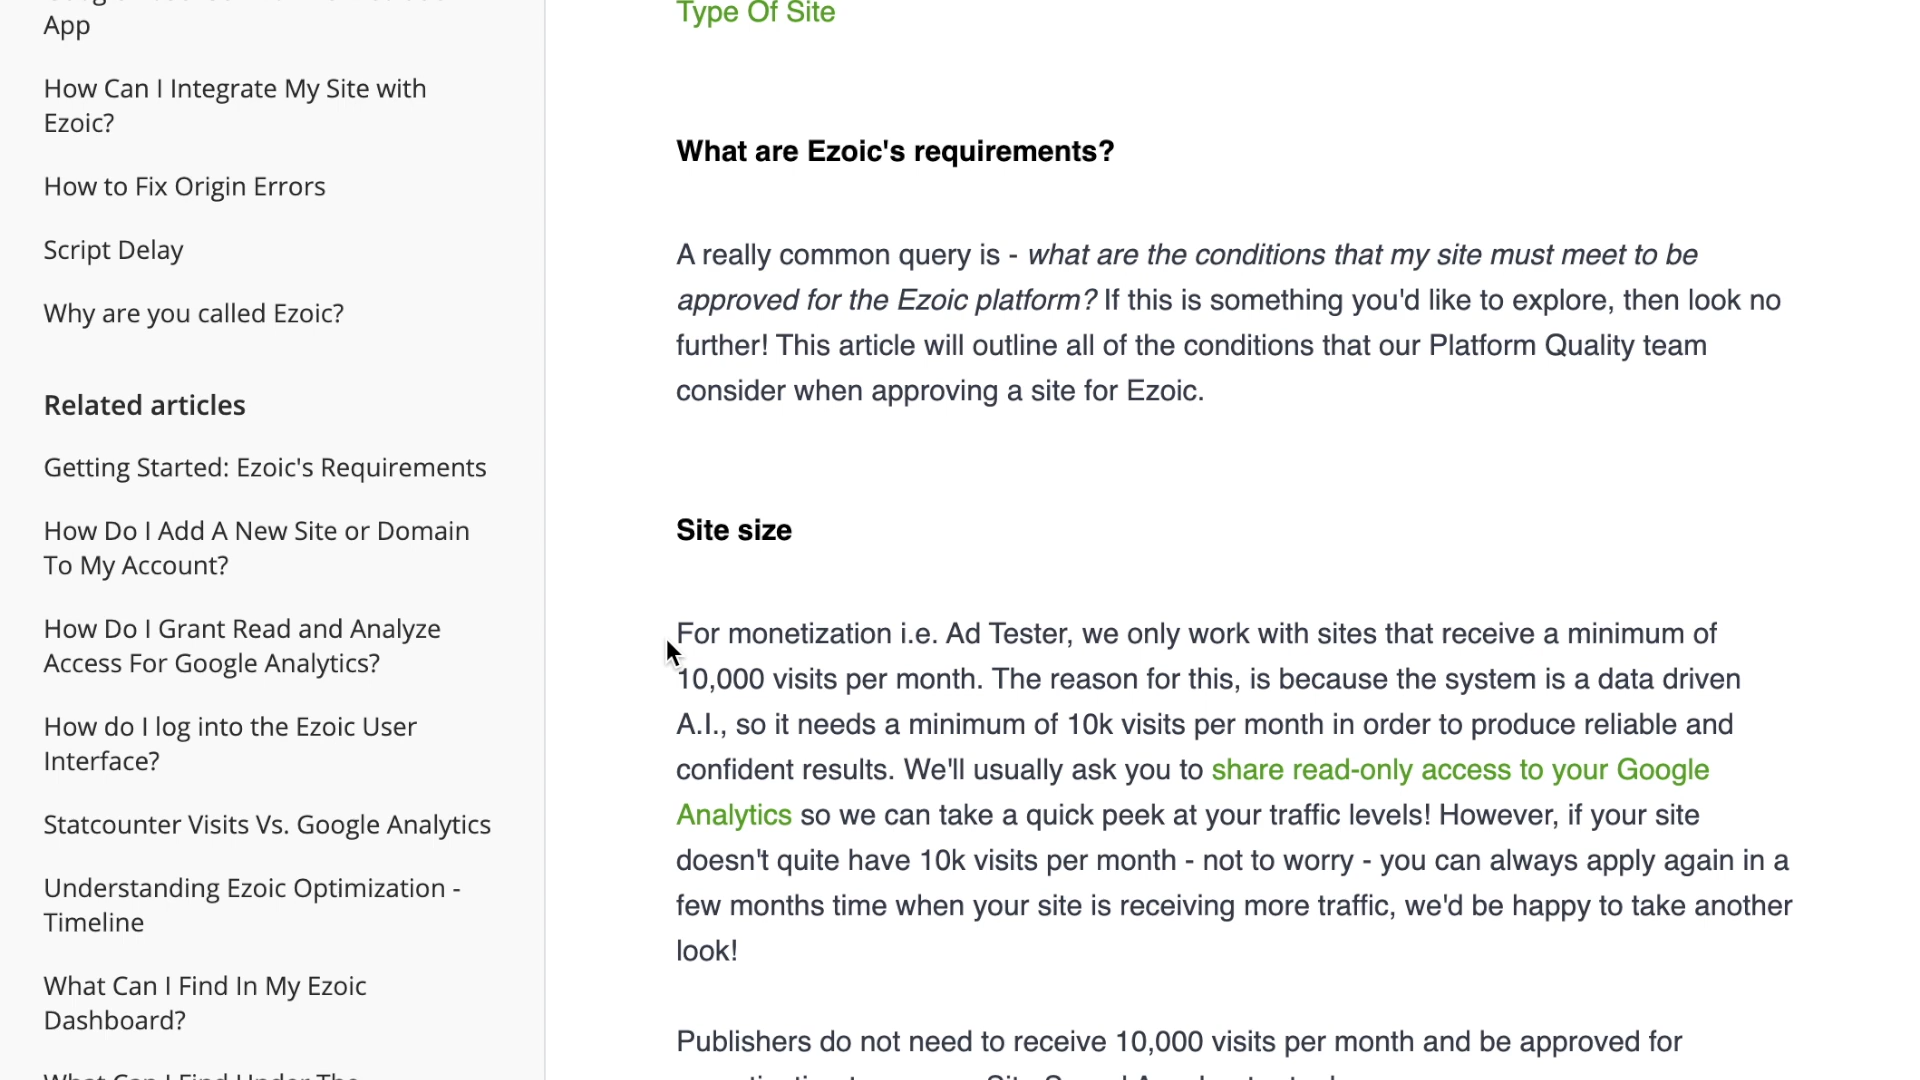 App
How Can I Integrate My Site with
Ezoic?
How to Fix Origin Errors
Script Delay
Why are you called Ezoic?
Related articles
Getting Started: Ezoic's Requirements
How Do I Add A New Site or Domain
To My Account?
How Do I Grant Read and Analyze
Access For Google Analytics?
How do I log into the Ezoic User
Interface?
Statcounter Visits Vs. Google Analytics
Understanding Ezoic Optimization -
Timeline
What Can I Find In My Ezoic
Dashboard?
What Can I Find Under The
Type Of Site
What are Ezoic's requirements?
A really common query is - what are the conditions that my site must meet to be
approved for the Ezoic platform? If this is something you'd like to explore, then look no
further! This article will outline all of the conditions that our Platform Quality team
consider when approving a site for Ezoic.
Site size
For monetization i.e. Ad Tester, we only work with sites that receive a minimum of
10,000 visits per month. The reason for this, is because the system is a data driven
A.I., so it needs a minimum of 10k visits per month in order to produce reliable and
confident results. We'll usually ask you to share read-only access to your Google
Analytics so we can take a quick peek at your traffic levels! However, if your site
doesn't quite have 10k visits per month - not to worry - you can always apply again in a
few months time when your site is receiving more traffic, we'd be happy to take another
look!
Publishers do not need to receive 10,000 visits per month and be approved for